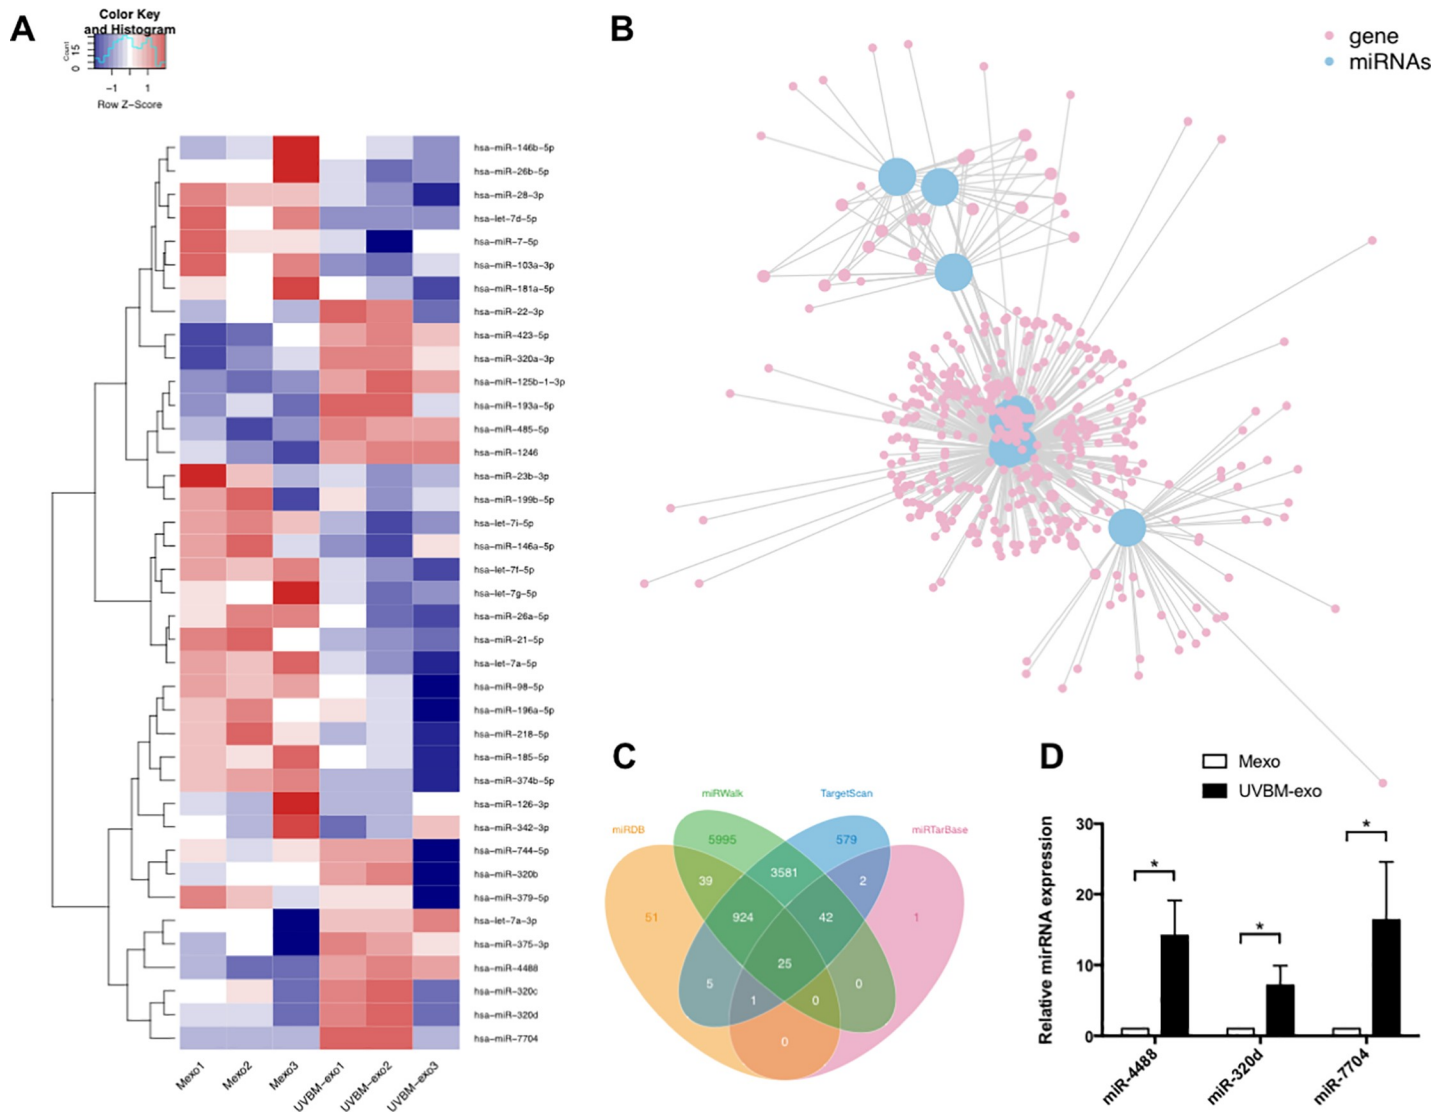 A
Color Key
and Histogram
Count
0
15
−1
1
Row Z−Score
hsa−miR−146b−5p
hsa−miR−26b−5p
hsa−miR−28−3p
hsa−let−7d−5p
hsa−miR−7−5p
hsa−miR−103a−3p
hsa−miR−181a−5p
hsa−miR−22−3p
hsa−miR−423−5p
hsa−miR−320a−3p
hsa−miR−125b−1−3p
hsa−miR−193a−5p
hsa−miR−485−5p
hsa−miR−1246
hsa−miR−23b−3p
hsa−miR−199b−5p
hsa−let−7i−5p
hsa−miR−146a−5p
hsa−let−7f−5p
hsa−let−7g−5p
hsa−miR−26a−5p
hsa−miR−21−5p
hsa−let−7a−5p
hsa−miR−98−5p
hsa−miR−196a−5p
hsa−miR−218−5p
hsa−miR−185−5p
hsa−miR−374b−5p
hsa−miR−126−3p
hsa−miR−342−3p
hsa−miR−744−5p
hsa−miR−320b
hsa−miR−379−5p
hsa−let−7a−3p
hsa−miR−375−3p
hsa−miR−4488
hsa−miR−320c
hsa−miR−320d
hsa−miR−7704
Mexo1
Mexo2
Mexo3
UVBM−exo1
UVBM−exo2
UVBM−exo3
B
gene
miRNAs
C
miRDB
miRWalk
TargetScan
miRTarBase
5995
579
39
3581
2
51
924
42
1
25
5
1
0
0
0
D
Mexo
UVBM-exo
Relative mirRNA expression
30
20
10
0
*
*
*
miR-4488
miR-320d
miR-7704